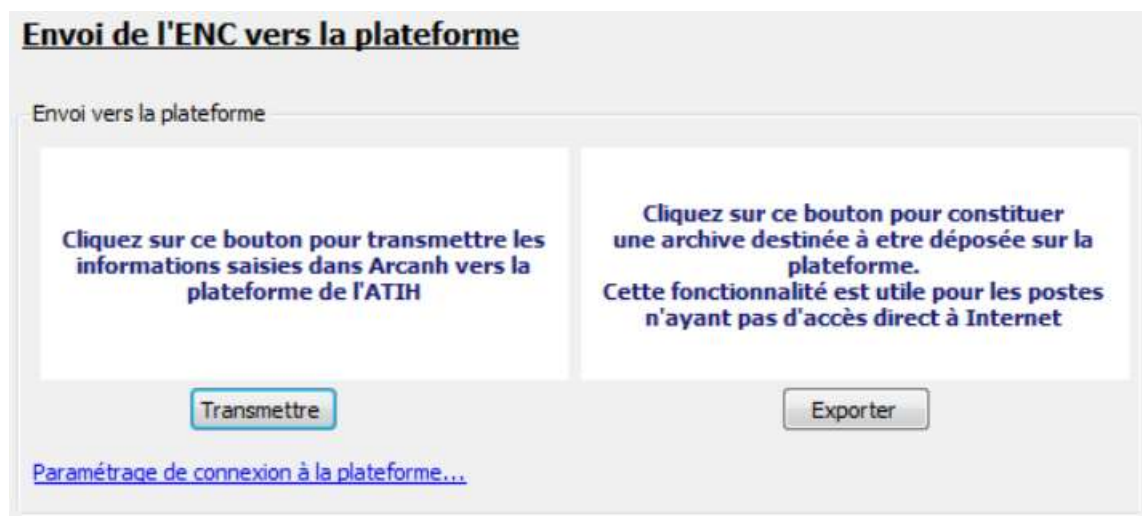 Envoi de l'ENC vers la plateforme
Envoi vers la plateforme
Cliquez sur ce bouton pour transmettre les
informations saisies dans Arcanh vers la
plateforme de l'ATIH
Cliquez sur ce bouton pour constituer
une archive destinée à etre déposée sur la
plateforme.
Cette fonctionnalité est utile pour les postes
n'ayant pas d'accès direct à Internet
Transmettre
Exporter
Paramétrage de connexion à la plateforme...